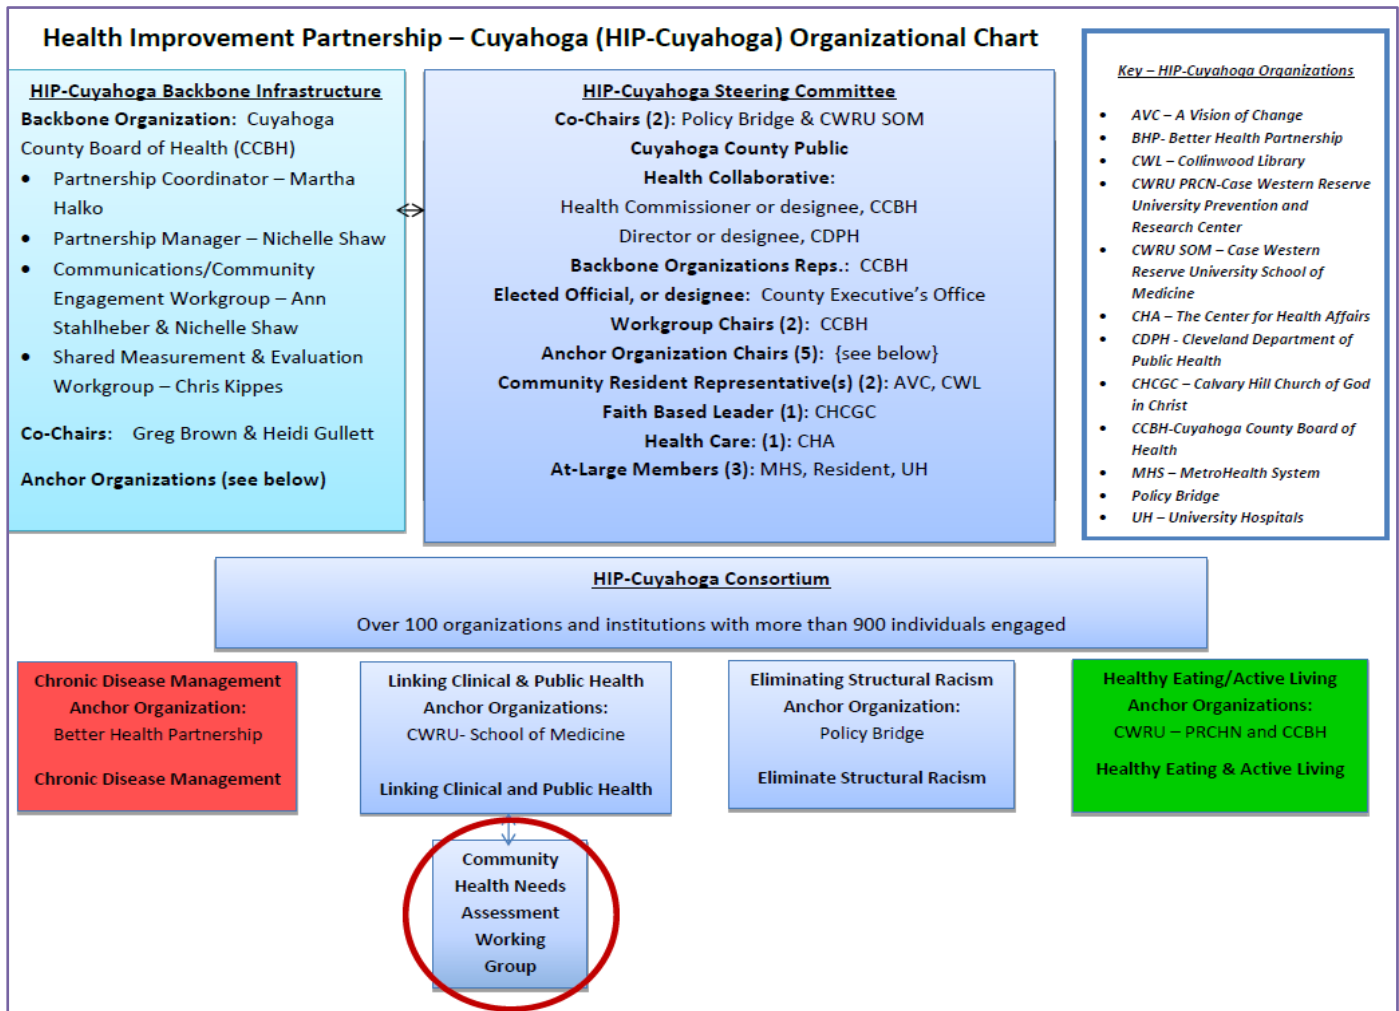 Health Improvement Partnership – Cuyahoga (HIP-Cuyahoga) Organizational Chart
HIP-Cuyahoga Backbone Infrastructure
Backbone Organization: Cuyahoga
County Board of Health (CCBH)
• Partnership Coordinator – Martha
Halko
• Partnership Manager – Nichelle Shaw
• Communications/Community
Engagement Workgroup – Ann
Stahlheber & Nichelle Shaw
• Shared Measurement & Evaluation
Workgroup – Chris Kippes
Co-Chairs: Greg Brown & Heidi Gullett
Anchor Organizations (see below)
HIP-Cuyahoga Steering Committee
Co-Chairs (2): Policy Bridge & CWRU SOM
Cuyahoga County Public
Health Collaborative:
Health Commissioner or designee, CCBH
Director or designee, CDPH
Backbone Organizations Reps.: CCBH
Elected Official, or designee: County Executive's Office
Workgroup Chairs (2): CCBH
Anchor Organization Chairs (5): {see below}
Community Resident Representative(s) (2): AVC, CWL
Faith Based Leader (1): CHCGC
Health Care: (1): CHA
At-Large Members (3): MHS, Resident, UH
Key – HIP-Cuyahoga Organizations
• AVC – A Vision of Change
• BHP- Better Health Partnership
• CWL – Collinwood Library
• CWRU PRCN-Case Western Reserve
University Prevention and
Research Center
• CWRU SOM – Case Western
Reserve University School of
Medicine
• CHA – The Center for Health Affairs
• CDPH - Cleveland Department of
Public Health
• CHCGC – Calvary Hill Church of God
in Christ
• CCBH-Cuyahoga County Board of
Health
• MHS – MetroHealth System
• Policy Bridge
• UH – University Hospitals
HIP-Cuyahoga Consortium
Over 100 organizations and institutions with more than 900 individuals engaged
Chronic Disease Management
Anchor Organization:
Better Health Partnership
Chronic Disease Management
Linking Clinical & Public Health
Anchor Organizations:
CWRU- School of Medicine
Linking Clinical and Public Health
Eliminating Structural Racism
Anchor Organization:
Policy Bridge
Eliminate Structural Racism
Healthy Eating/Active Living
Anchor Organizations:
CWRU – PRCHN and CCBH
Healthy Eating & Active Living
Community
Health Needs
Assessment
Working
Group